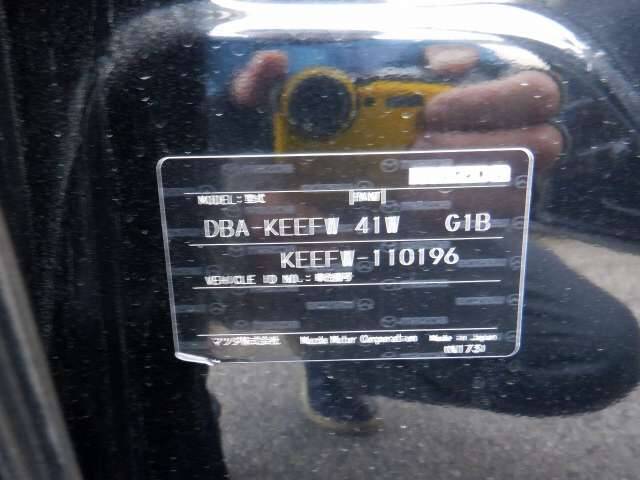 MODEL:型式 PAINT
DBA-KEEFW 41W G1B
KEEFW-110196
VEHICLE ID NO.:車台番号
マツダ株式会社 Mazda Motor Corporation Made in Japan